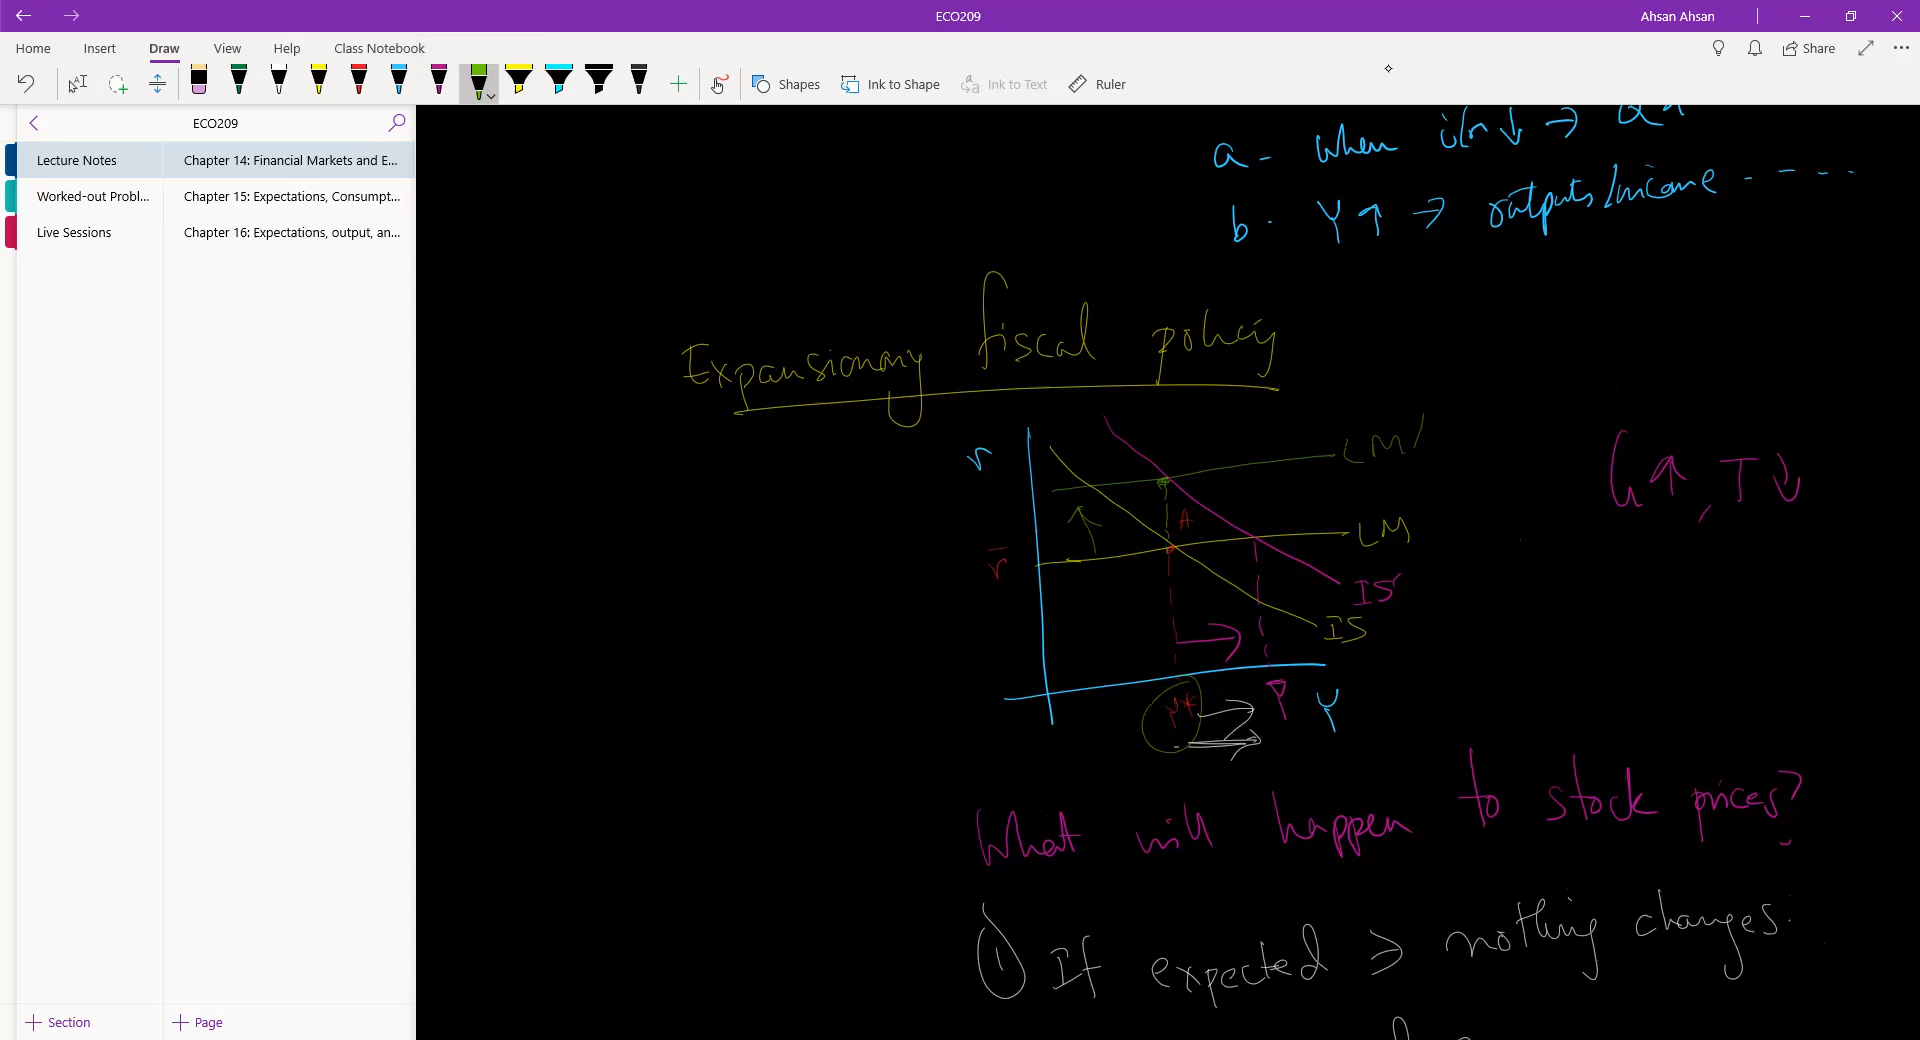 ECO209
Ahsan Ahsan
Home Insert Draw View Help Class Notebook
Share
Shapes Ink to Shape Ink to Text Ruler
ECO209
Lecture Notes
Worked-out Probl...
Live Sessions
Chapter 14: Financial Markets and E...
Chapter 15: Expectations, Consumpt...
Chapter 16: Expectations, output, an...
a - When i/r ↓ → Q↑
b - Y ↑ → outputs/income - - - -
Expansionary fiscal policy
r
LM'
G↑, T↓
A
LM
r̄
IS'
IS
Y*
Y
What will happen to stock prices?
① If expected → nothing changes.
Section
Page